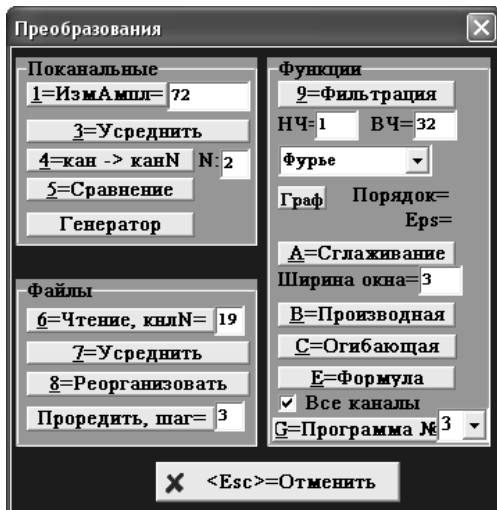 Преобразования
Поканальные
1=ИзмАмпл= 72
3=Усреднить
4=кан -> канN N: 2
5=Сравнение
Генератор
Файлы
6=Чтение, кнлN= 19
7=Усреднить
8=Реорганизовать
Проредить, шаг= 3
Функции
9=Фильтрация
НЧ= 1 ВЧ= 32
Фурье
Граф Порядок=
Eps=
A=Сглаживание
Ширина окна= 3
B=Производная
C=Огибающая
E=Формула
Все каналы
G=Программа № 3
<Esc>=Отменить